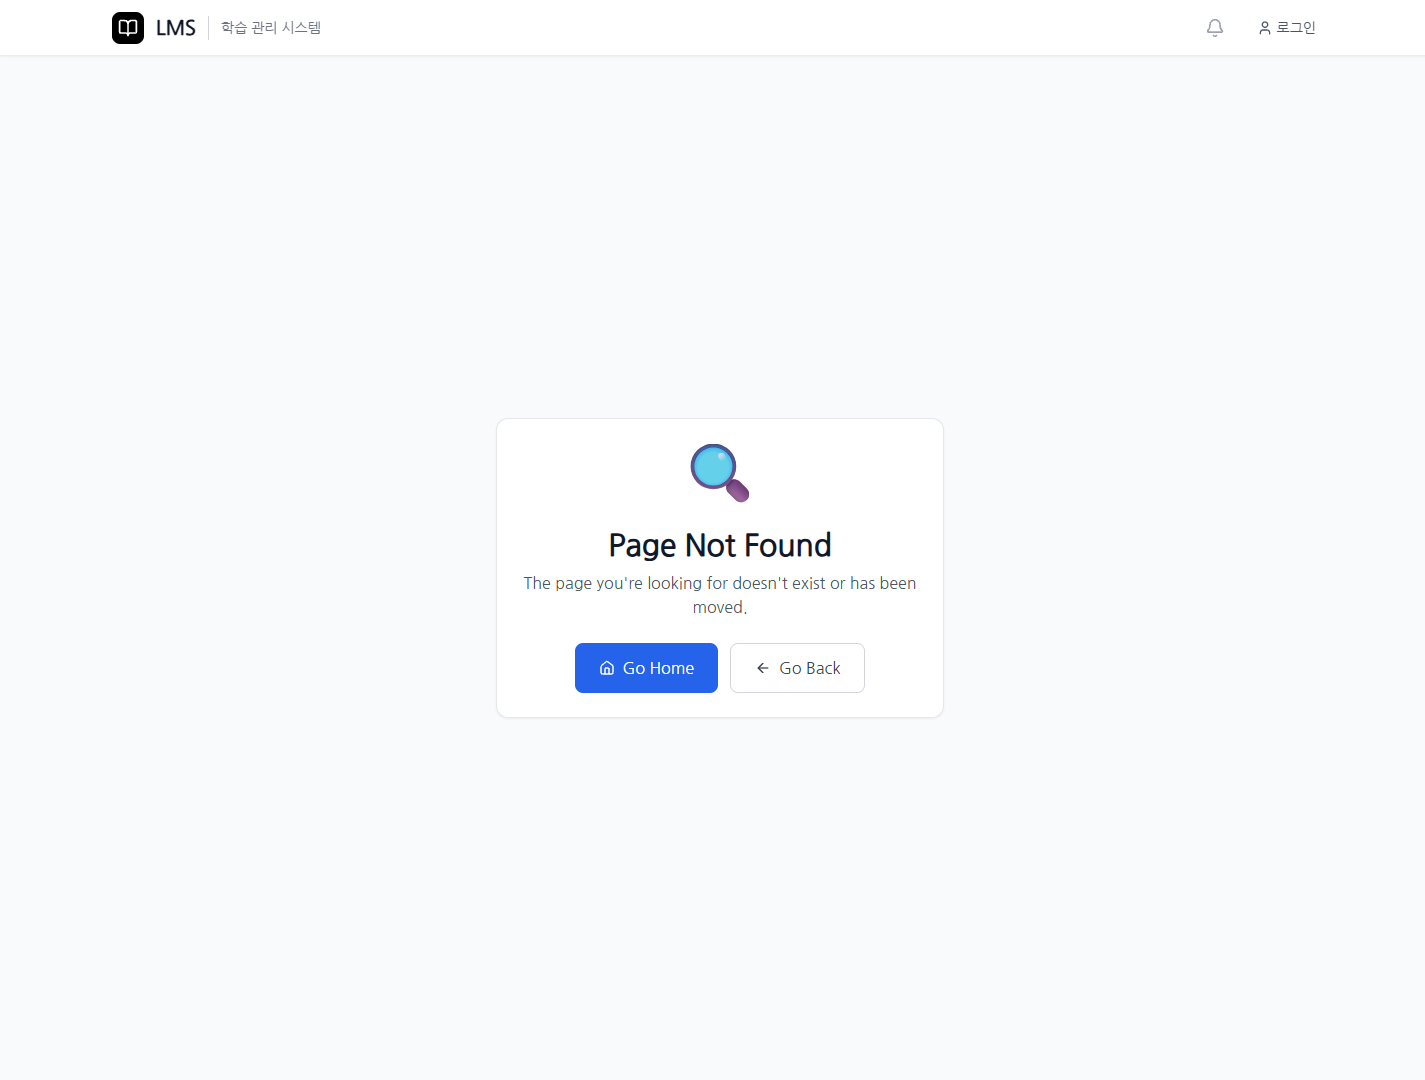 LMS
학습 관리 시스템
로그인
Page Not Found
The page you're looking for doesn't exist or has been
moved.
Go Home
Go Back